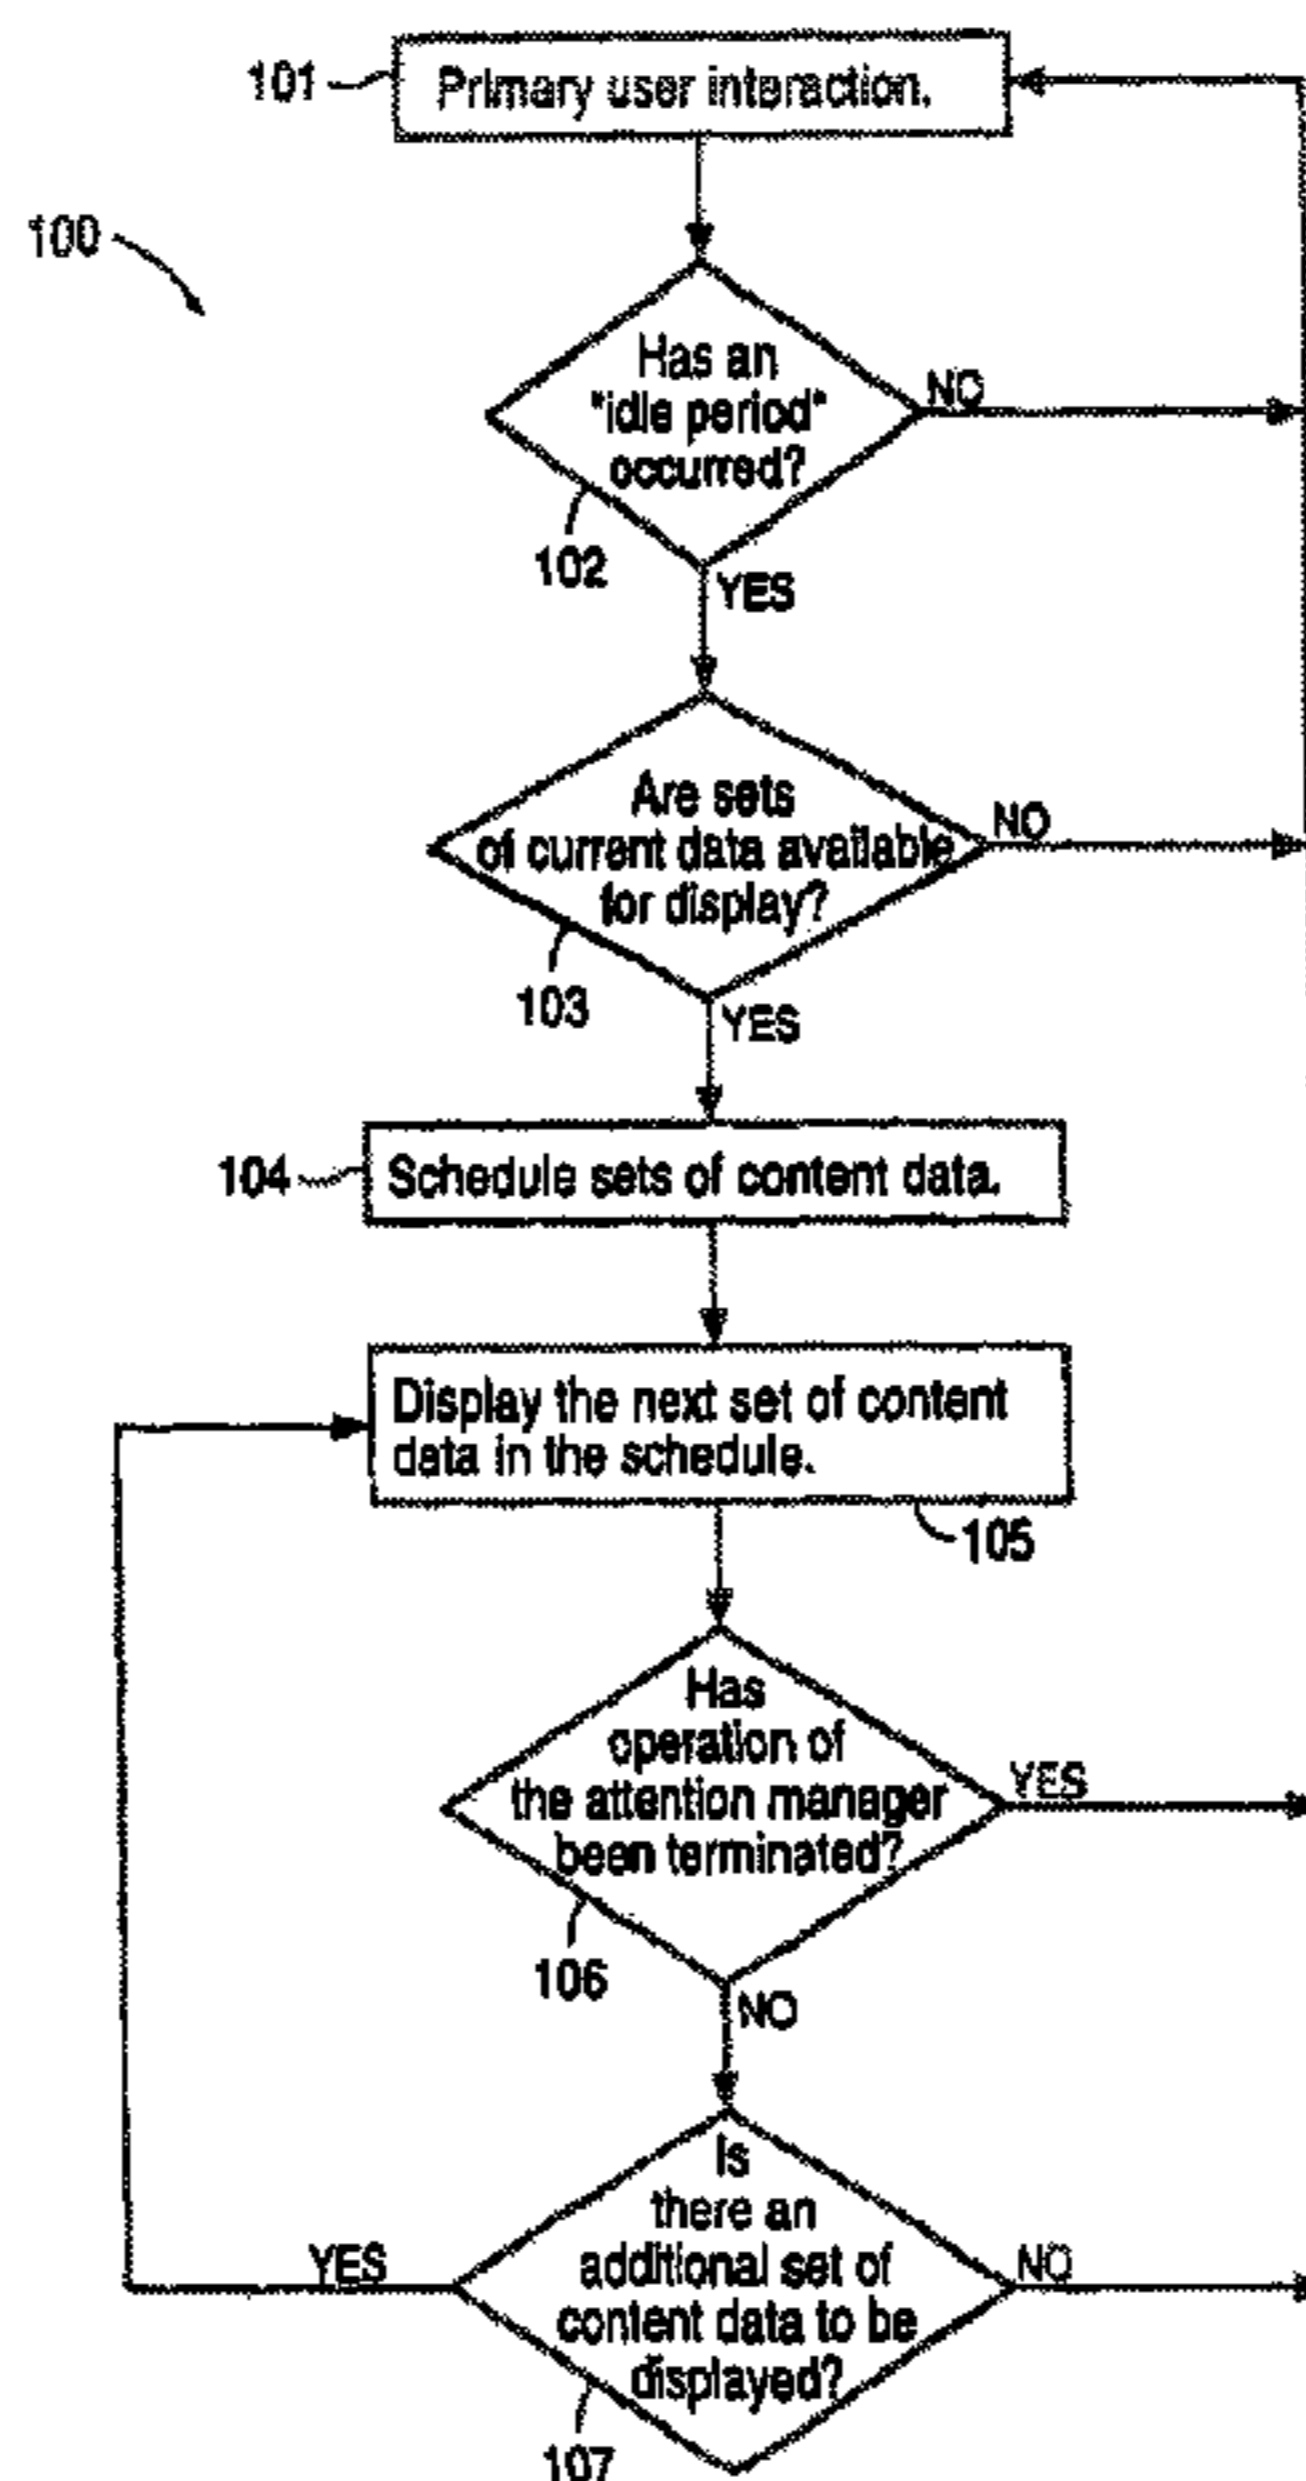 101
Primary user interaction.
100
Has an
"idle period"
occurred?
NO
102
YES
Are sets
of current data available
for display?
NO
103
YES
104
Schedule sets of content data.
Display the next set of content
data in the schedule.
105
Has
operation of
the attention manager
been terminated?
YES
106
NO
Is
there an
additional set of
content data to be
displayed?
YES
NO
107